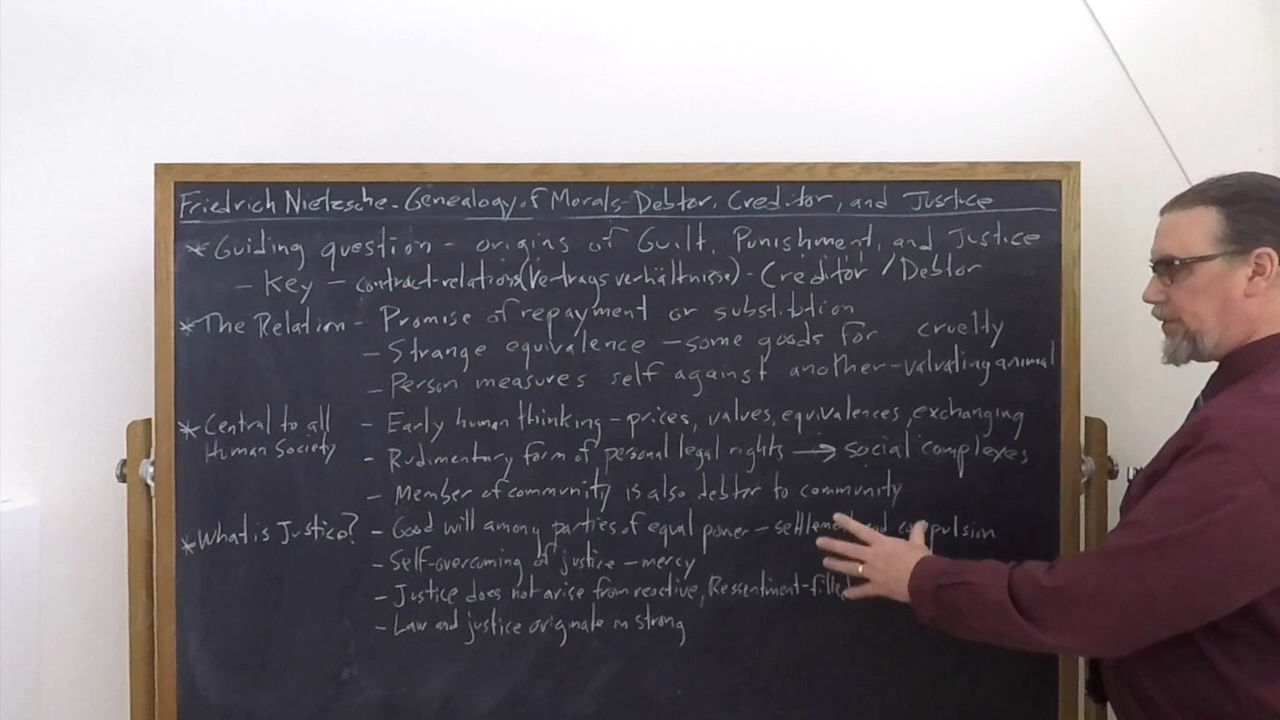 Friedrich Nietzsche - Genealogy of Morals - Debtor, Creditor, and Justice
* Guiding question - origins of Guilt, Punishment, and Justice
- Key - contract-relations (Vertragsverhältnisse) - Creditor / Debtor
* The Relation - Promise of repayment or substitution
- Strange equivalence - some goods for cruelty
- Person measures self against another - valuating animal
* Central to all Human Society
- Early human thinking - prices, values, equivalences, exchanging
- Rudimentary form of personal legal rights → social complexes
- Member of community is also debtor to community
* What is Justice? - Good will among parties of equal power - settlement and compulsion
- Self-overcoming of justice - mercy
- Justice does not arise from reactive, Ressentiment-filled
- Law and justice originate in strong